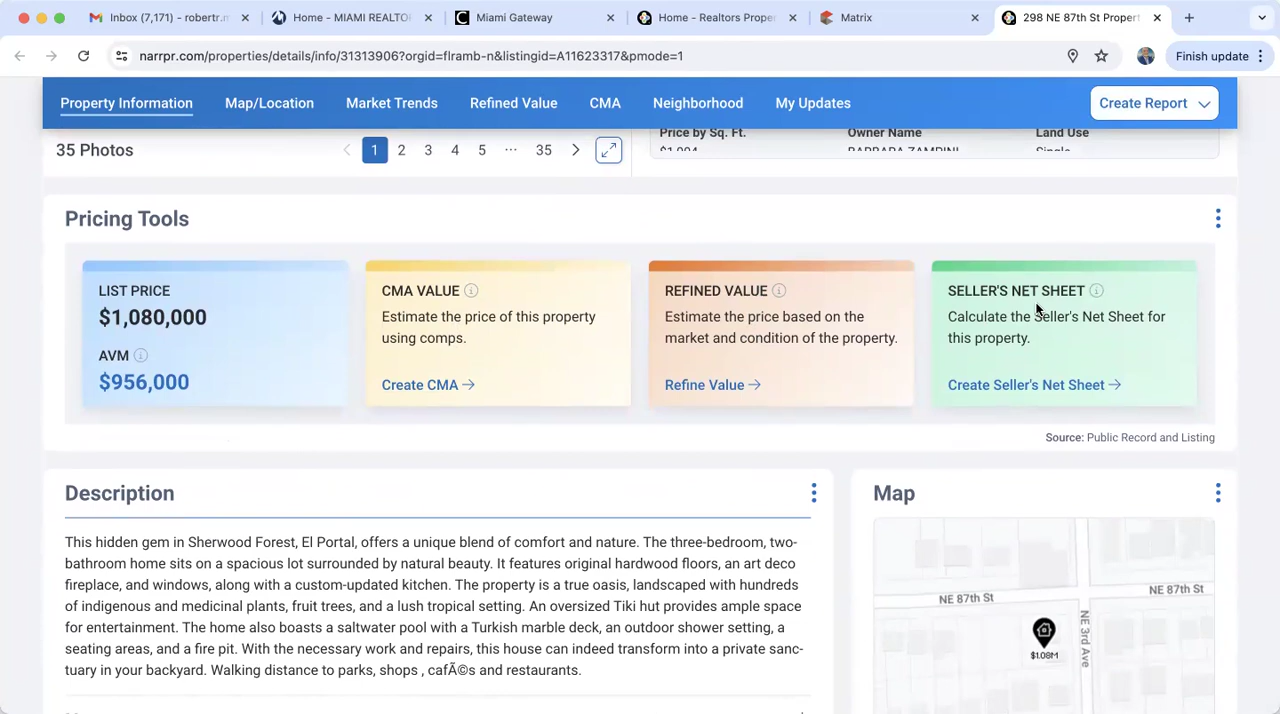 Inbox (7,171) - robertr.m
Home - MIAMI REALTO
Miami Gateway
Home - Realtors Prope
Matrix
298 NE 87th St Propert
narrpr.com/properties/details/info/31313906?orgid=flramb-n&listingid=A11623317&pmode=1
Finish update
Property Information
Map/Location
Market Trends
Refined Value
CMA
Neighborhood
My Updates
Create Report
35 Photos
1
2
3
4
5
...
35
Price by Sq. Ft.
Owner Name
Land Use
$1,004
BARBARA ZAMPINI
Single
Pricing Tools
LIST PRICE
$1,080,000
AVM
$956,000
CMA VALUE
Estimate the price of this property
using comps.
Create CMA →
REFINED VALUE
Estimate the price based on the
market and condition of the property.
Refine Value →
SELLER'S NET SHEET
Calculate the Seller's Net Sheet for
this property.
Create Seller's Net Sheet →
Source: Public Record and Listing
Description
This hidden gem in Sherwood Forest, El Portal, offers a unique blend of comfort and nature. The three-bedroom, two-
bathroom home sits on a spacious lot surrounded by natural beauty. It features original hardwood floors, an art deco
fireplace, and windows, along with a custom-updated kitchen. The property is a true oasis, landscaped with hundreds
of indigenous and medicinal plants, fruit trees, and a lush tropical setting. An oversized Tiki hut provides ample space
for entertainment. The home also boasts a saltwater pool with a Turkish marble deck, an outdoor shower setting, a
seating areas, and a fire pit. With the necessary work and repairs, this house can indeed transform into a private sanc-
tuary in your backyard. Walking distance to parks, shops , cafÃ©s and restaurants.
Map
NE 87th St
NE 87th St
NE 3rd Ave
$1.08M